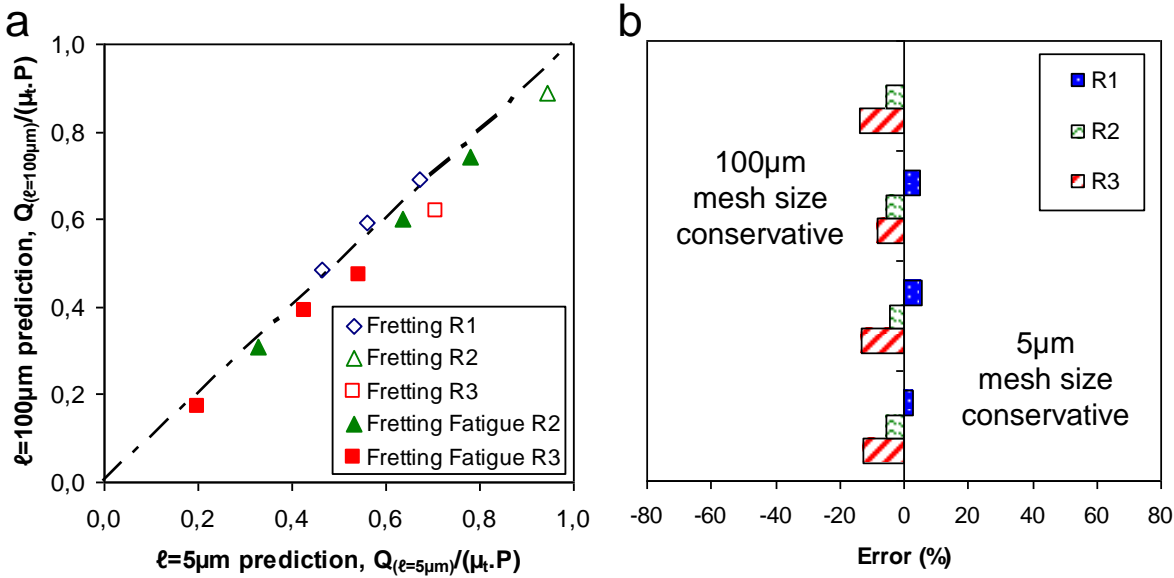 a
ℓ=100µm prediction, Q(ℓ=100µm)/(µt.P)
1,0
0,8
0,6
0,4
0,2
0,0
0,0 0,2 0,4 0,6 0,8 1,0
ℓ=5µm prediction, Q(ℓ=5µm)/(µt.P)
Fretting R1
Fretting R2
Fretting R3
Fretting Fatigue R2
Fretting Fatigue R3
b
R1
R2
R3
100µm
mesh size
conservative
5µm
mesh size
conservative
-80 -60 -40 -20 0 20 40 60 80
Error (%)